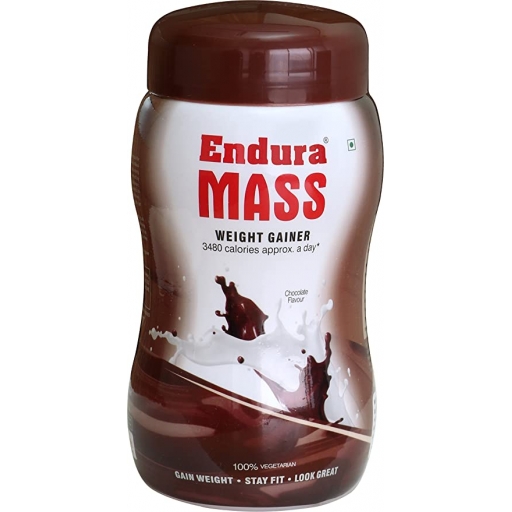 Endura®
MASS
WEIGHT GAINER
3480 calories approx. a day*
Chocolate
Flavour
100% VEGETARIAN
GAIN WEIGHT • STAY FIT • LOOK GREAT